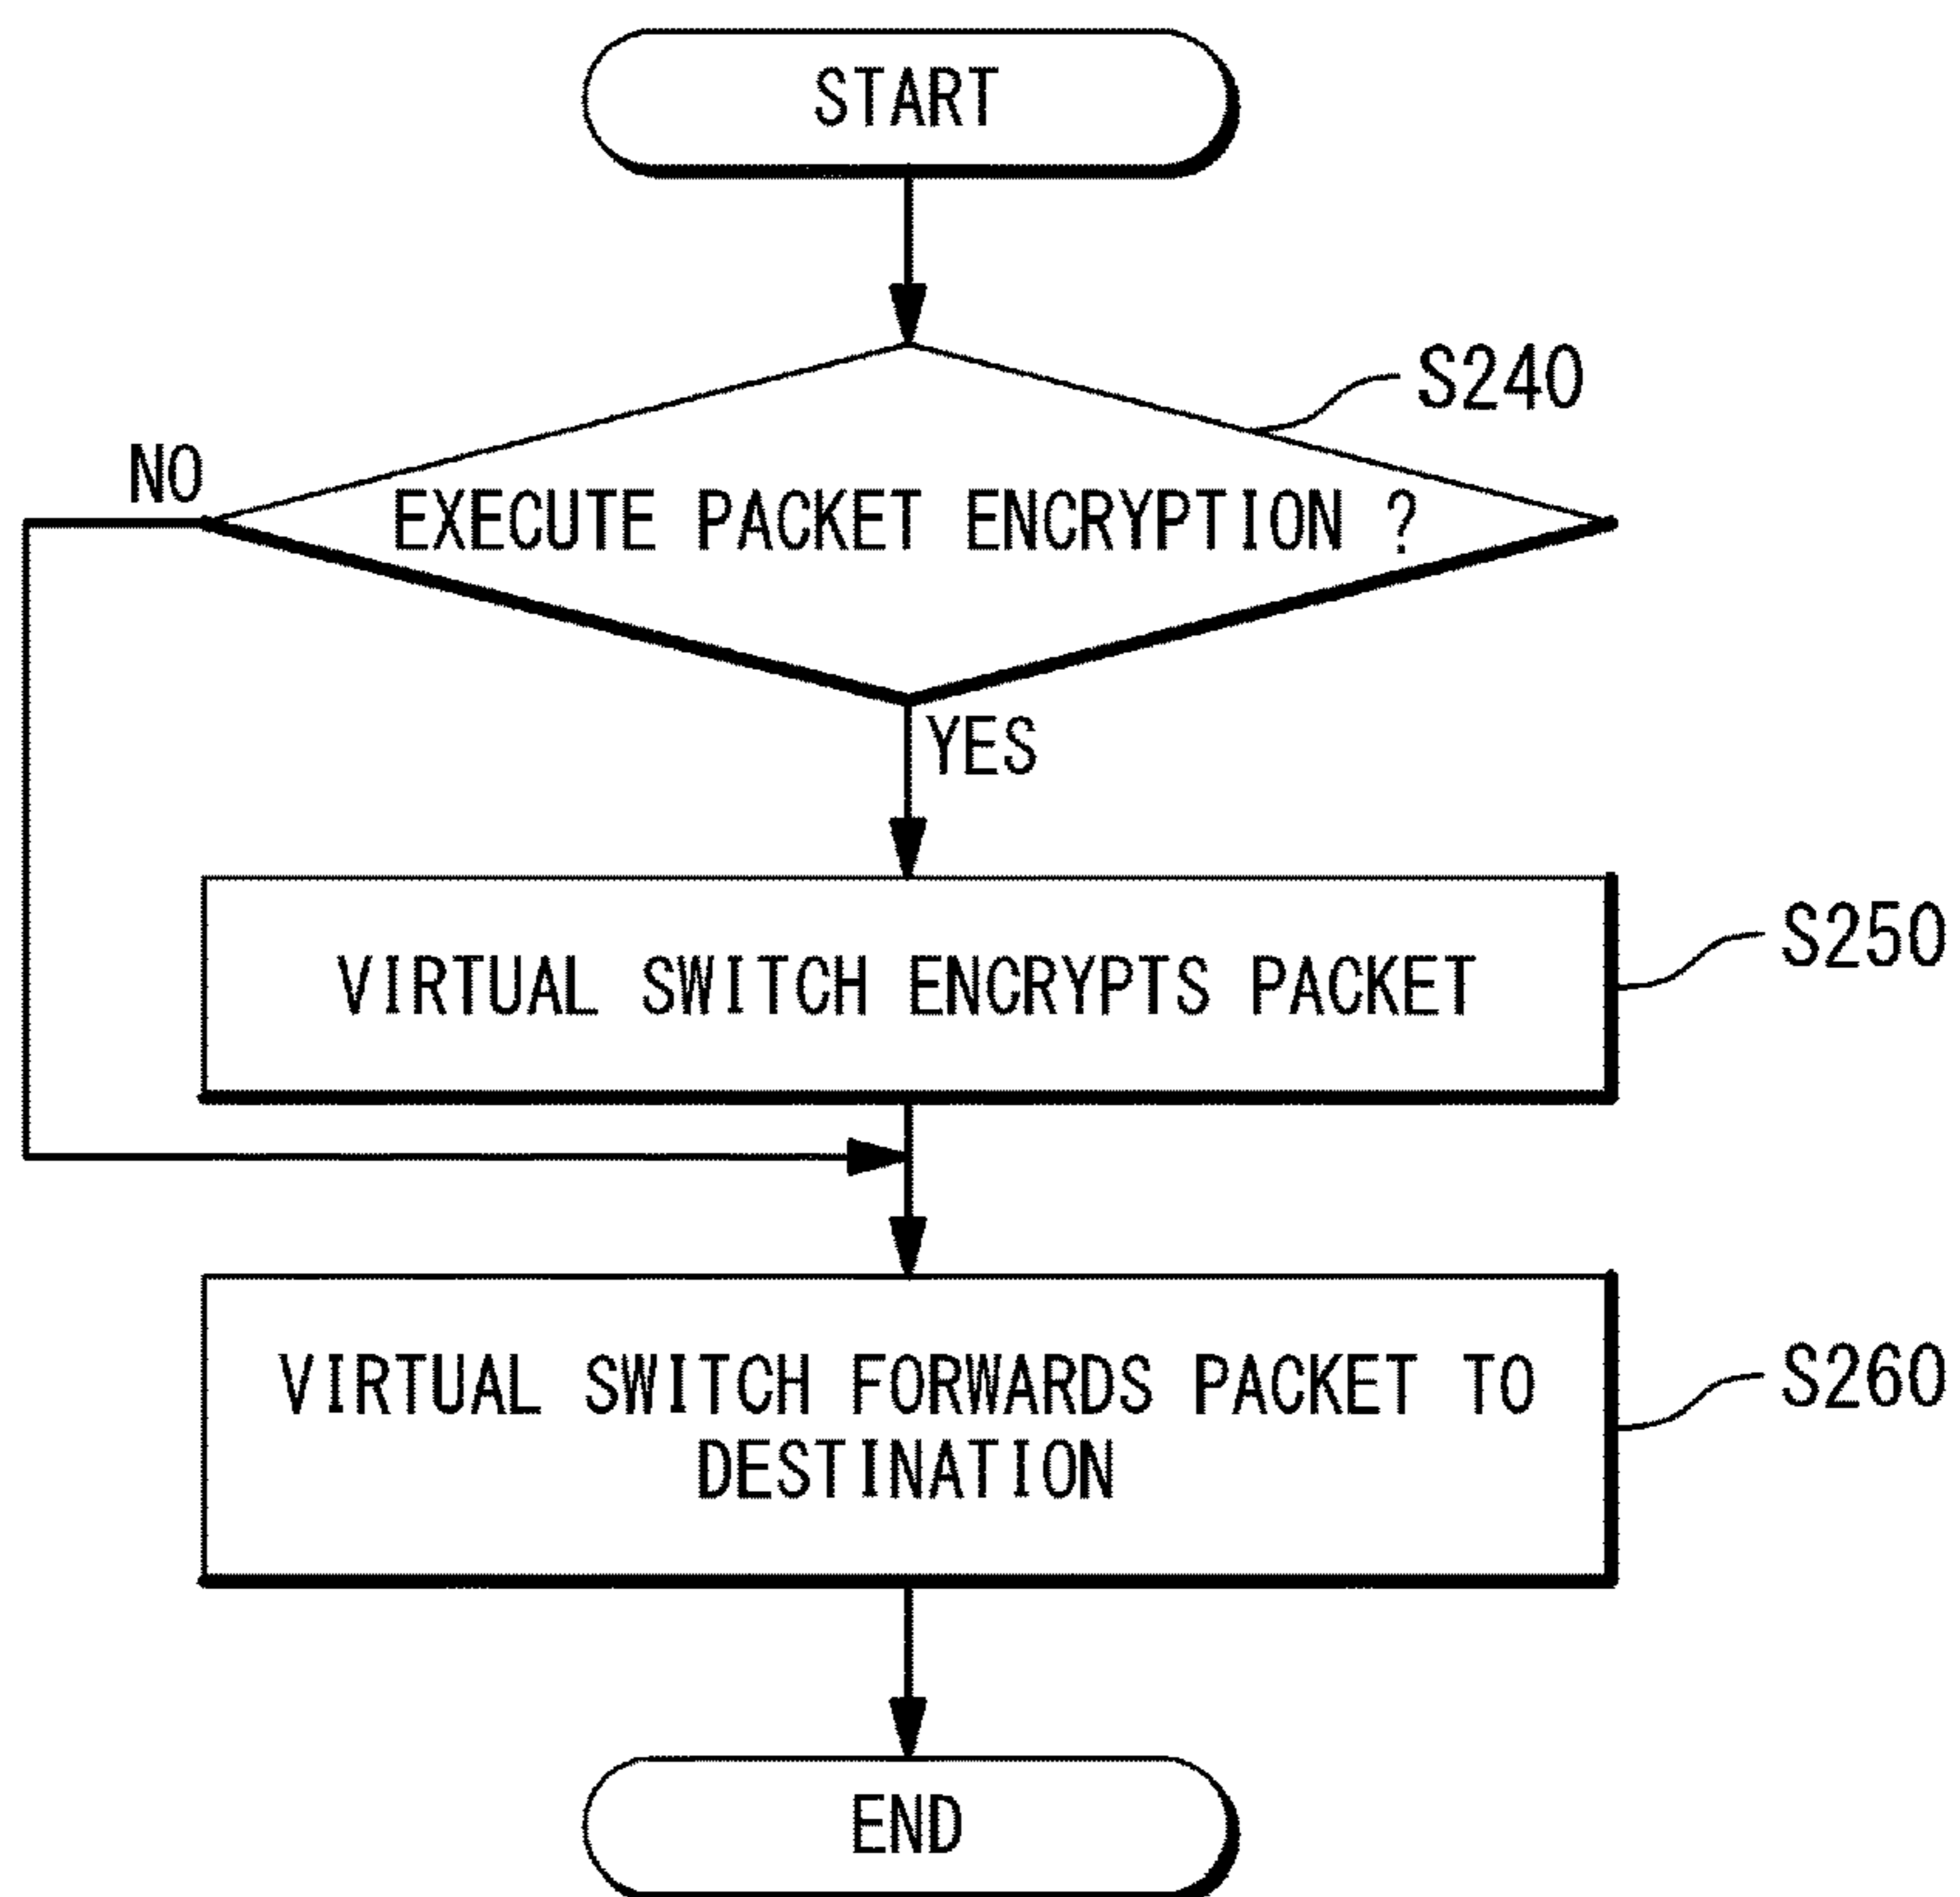 START
S240
NO
EXECUTE PACKET ENCRYPTION ?
YES
VIRTUAL SWITCH ENCRYPTS PACKET
S250
VIRTUAL SWITCH FORWARDS PACKET TO
DESTINATION
S260
END